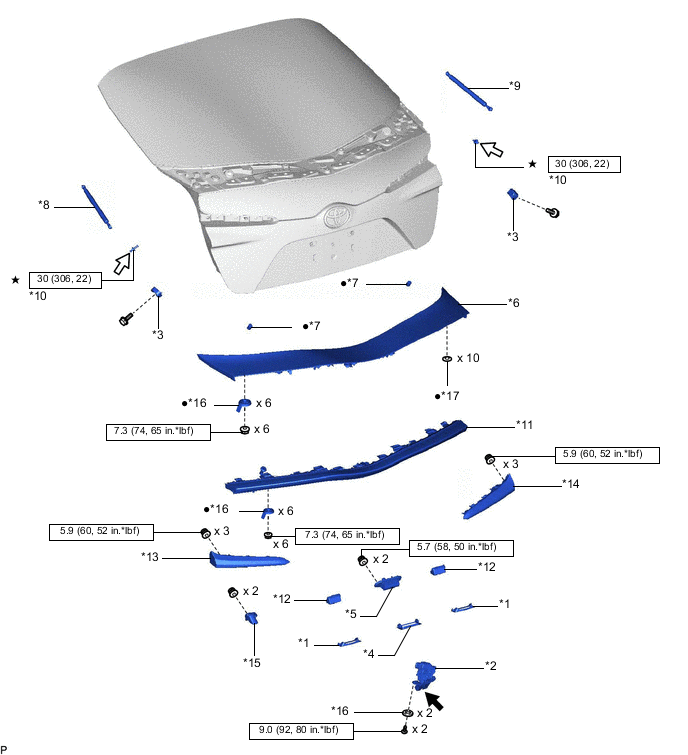 *9
★ 30 (306, 22)
*10
*8
*3
★ 30 (306, 22)
*10
●*7
*3
*6
●*7
x 10
●*17
●*16 x 6
x 6
7.3 (74, 65 in.*lbf)
*11
5.9 (60, 52 in.*lbf)
x 3
*14
●*16 x 6
5.9 (60, 52 in.*lbf)
x 3
7.3 (74, 65 in.*lbf)
x 6
5.7 (58, 50 in.*lbf)
*13
x 2
*12
x 2
*12
*1
*5
*15
*1
*4
*2
*16
x 2
9.0 (92, 80 in.*lbf)
x 2
P